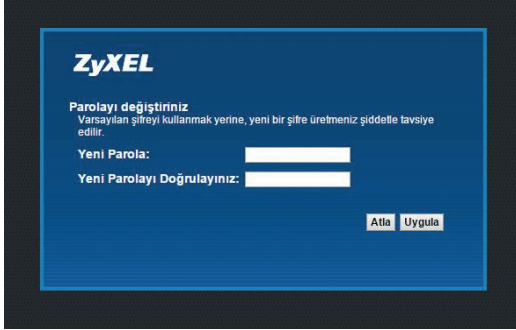 ZyXEL
Parolayı değiştiriniz
Varsayılan şifreyi kullanmak yerine, yeni bir şifre üretmeniz şiddetle tavsiye
edilir.
Yeni Parola:
Yeni Parolayı Doğrulayınız:
Atla Uygula